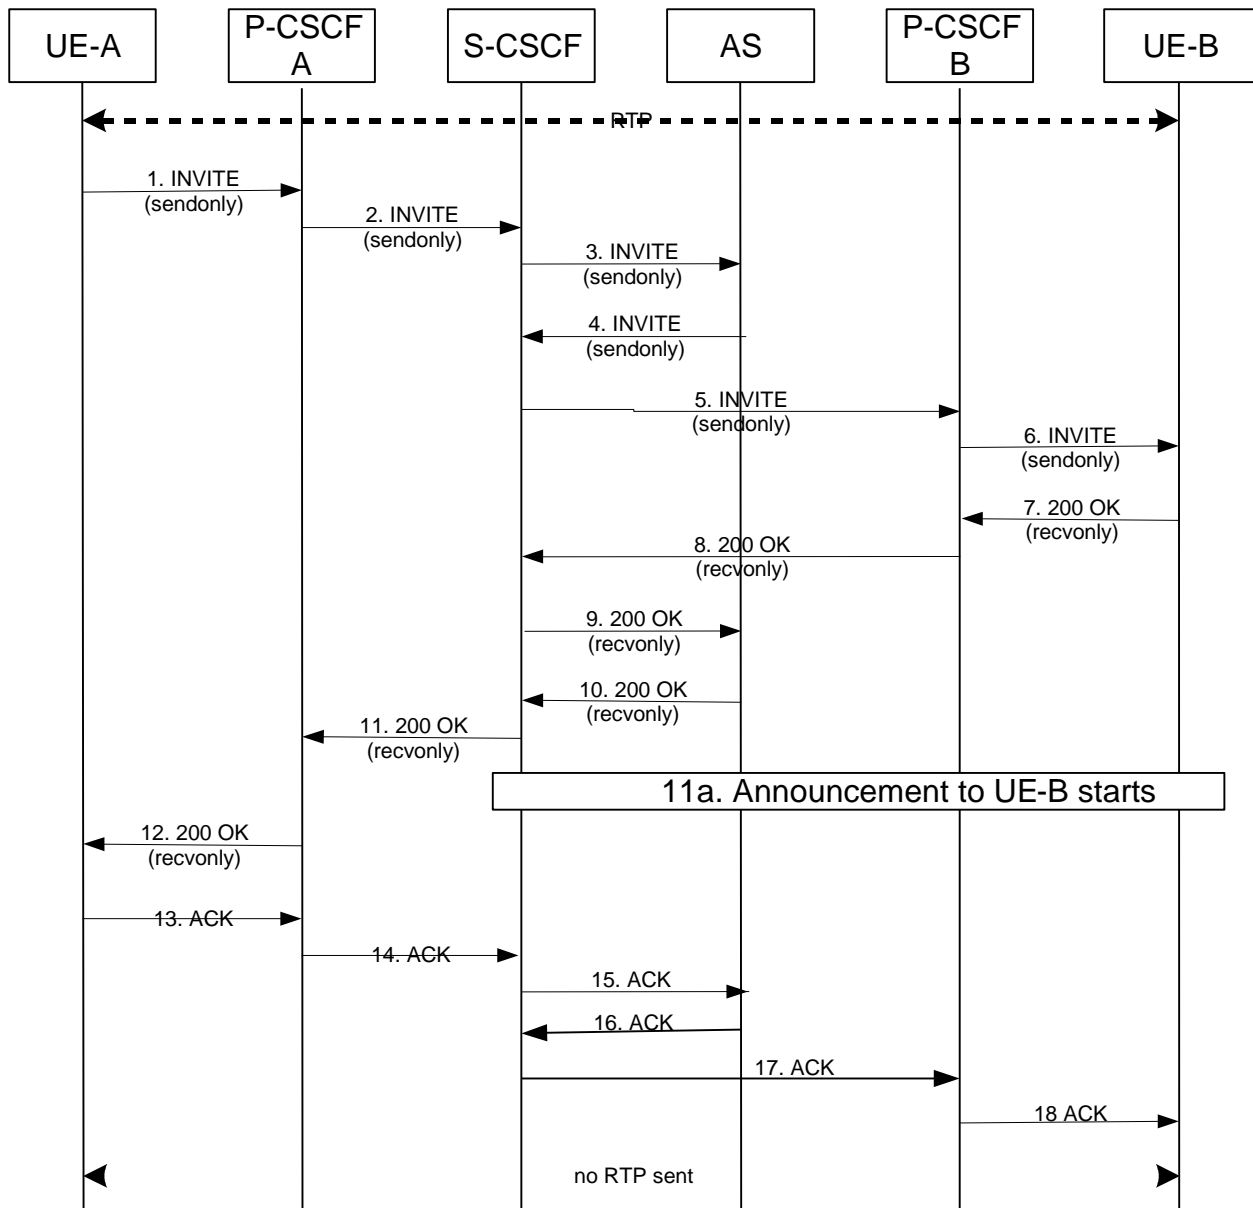 UE-A
P-CSCF
A
S-CSCF
AS
P-CSCF
B
UE-B
RTP
1. INVITE
(sendonly)
2. INVITE
(sendonly)
3. INVITE
(sendonly)
4. INVITE
(sendonly)
5. INVITE
(sendonly)
6. INVITE
(sendonly)
7. 200 OK
(recvonly)
8. 200 OK
(recvonly)
9. 200 OK
(recvonly)
10. 200 OK
(recvonly)
11. 200 OK
(recvonly)
11a. Announcement to UE-B starts
12. 200 OK
(recvonly)
13. ACK
14. ACK
15. ACK
16. ACK
17. ACK
18 ACK
no RTP sent